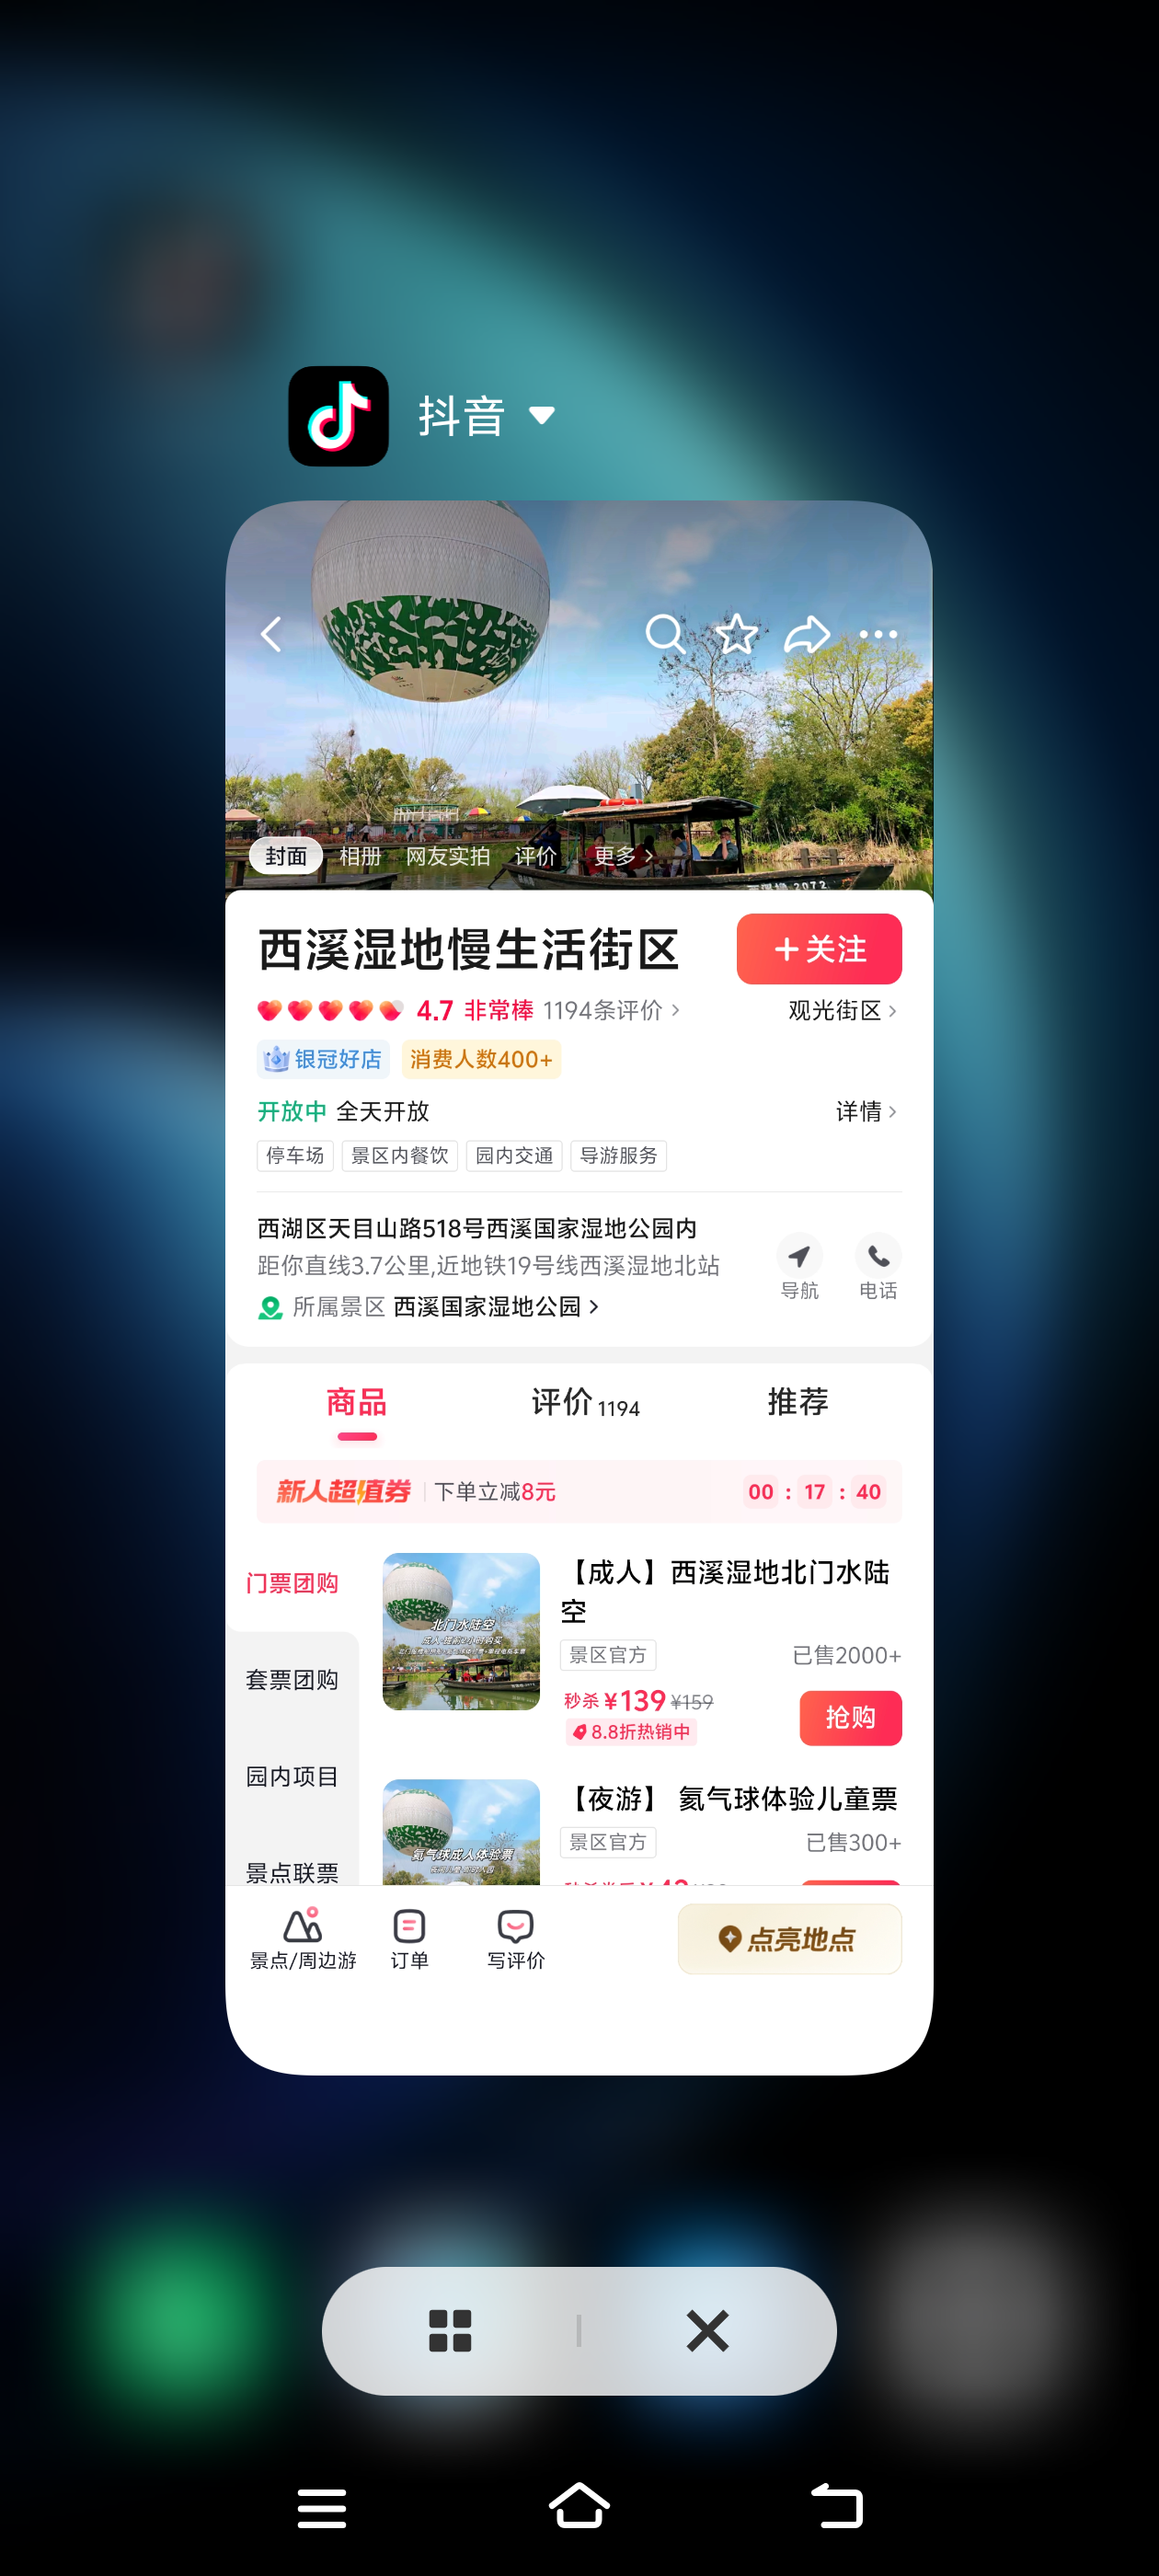 抖音
封面 相册 网友实拍 评价 更多
西溪湿地慢生活街区
+关注
4.7 非常棒 1194条评价
观光街区
银冠好店 消费人数400+
开放中 全天开放
详情
停车场 景区内餐饮 园内交通 导游服务
西湖区天目山路518号西溪国家湿地公园内
距你直线3.7公里,近地铁19号线西溪湿地北站
所属景区 西溪国家湿地公园
导航 电话
商品 评价 1194 推荐
新人超值券 下单立减8元 00 : 17 : 40
门票团购
套票团购
园内项目
景点联票
北门水陆空
【成人】西溪湿地北门水陆
空
景区官方 已售2000+
秒杀 ¥139 ¥159
8.8折热销中
抢购
氦气球成人体验票
【夜游】 氦气球体验儿童票
景区官方 已售300+
景点/周边游 订单 写评价
点亮地点